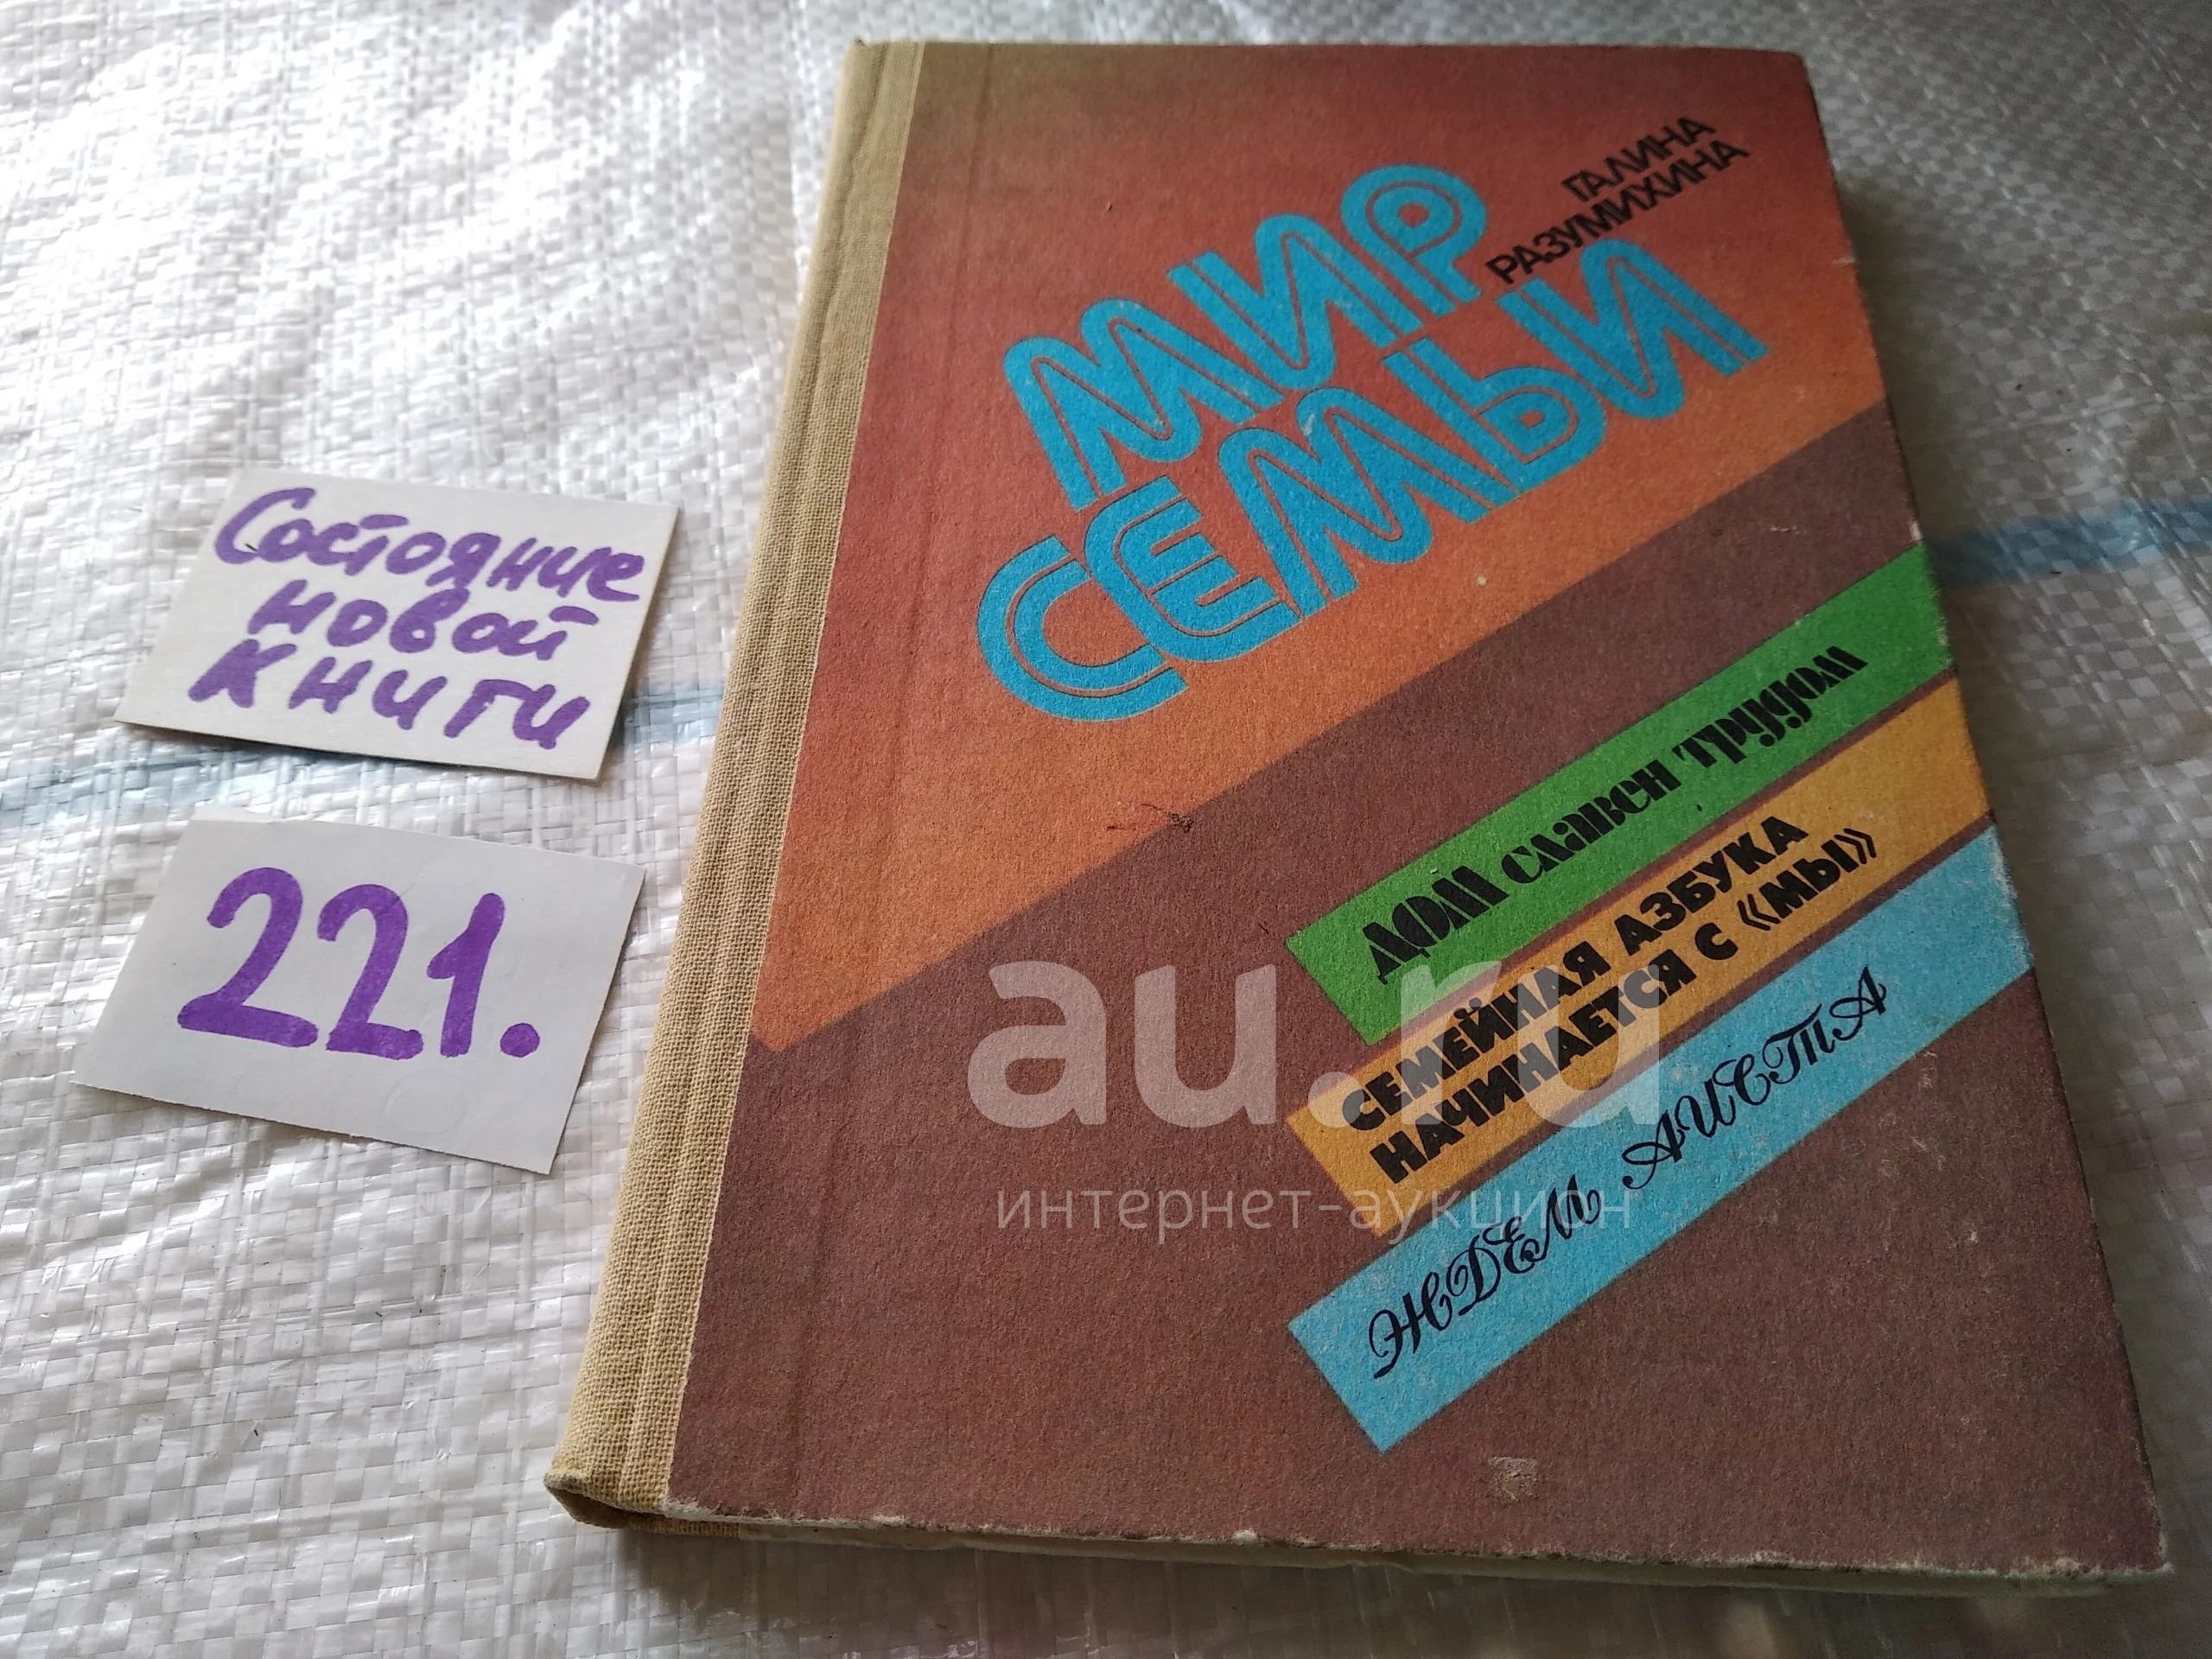 Состояние
новой
книги
221.
ГАЛИНА
РАЗУМИХИНА
МИР
СЕМЬИ
ДОМ СЛАВЕН ТРУДОМ
СЕМЕЙНАЯ АЗБУКА
НАЧИНАЕТСЯ С «МЫ»
ЖДЕМ АИСТА
au.ru
интернет-аукцион